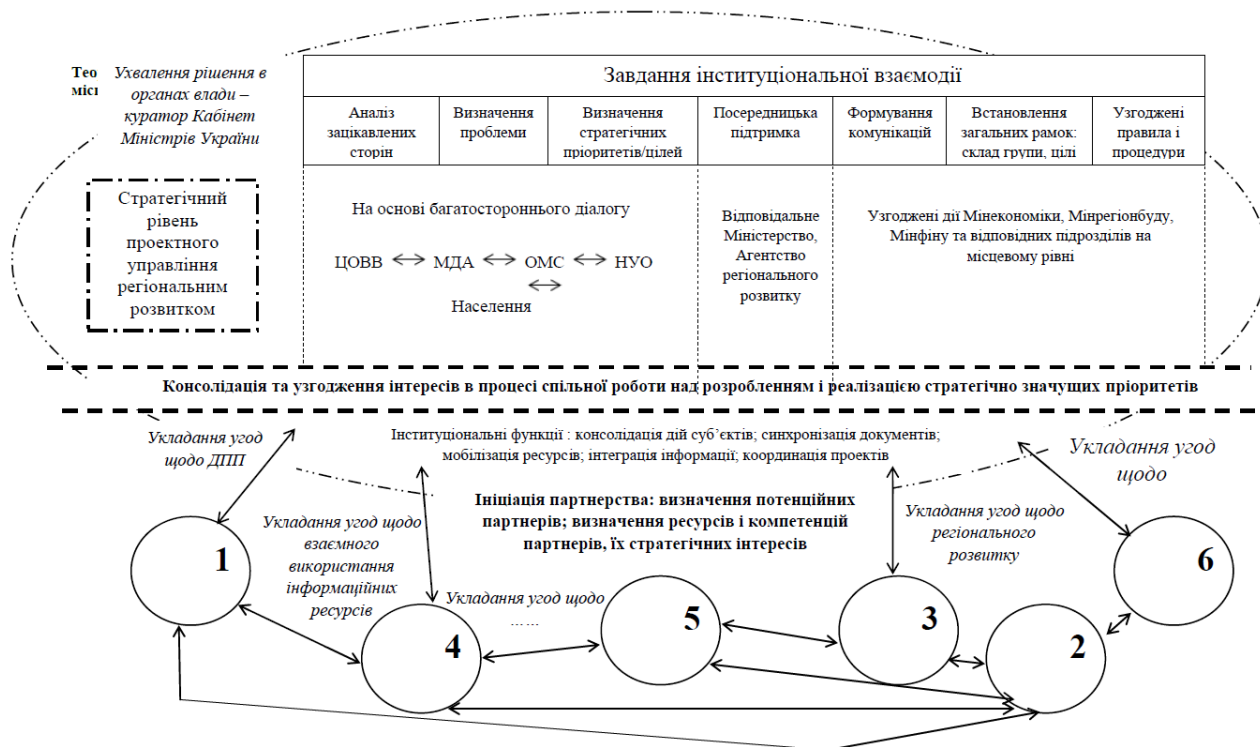 Тео
місц
Ухвалення рішення в
органах влади –
куратор Кабінет
Міністрів України
Завдання інституціональної взаємодії
Аналіз
зацікавлених
сторін
Визначення
проблеми
Визначення
стратегічних
пріоритетів/цілей
Посередницька
підтримка
Формування
комунікацій
Встановлення
загальних рамок:
склад групи, цілі
Узгоджені
правила і
процедури
Стратегічний
рівень
проектного
управління
регіональним
розвитком
На основі багатостороннього діалогу
ЦОВВ МДА ОМС НУО
Населення
Відповідальне
Міністерство,
Агентство
регіонального
розвитку
Узгоджені дії Мінекономіки, Мінрегіонбуду,
Мінфіну та відповідних підрозділів на
місцевому рівні
Консолідація та узгодження інтересів в процесі спільної роботи над розробленням і реалізацією стратегічно значущих пріоритетів
Укладання угод
щодо ДПП
Інституціональні функції : консолідація дій суб’єктів; синхронізація документів;
мобілізація ресурсів; інтеграція інформації; координація проектів
Укладання угод
щодо
Ініціація партнерства: визначення потенційних
партнерів; визначення ресурсів і компетенцій
партнерів, їх стратегічних інтересів
Укладання угод щодо
взаємного
використання
інформаційних
ресурсів
Укладання угод щодо
регіонального
розвитку
Укладання угод щодо
... ...
1
4
5
3
2
6